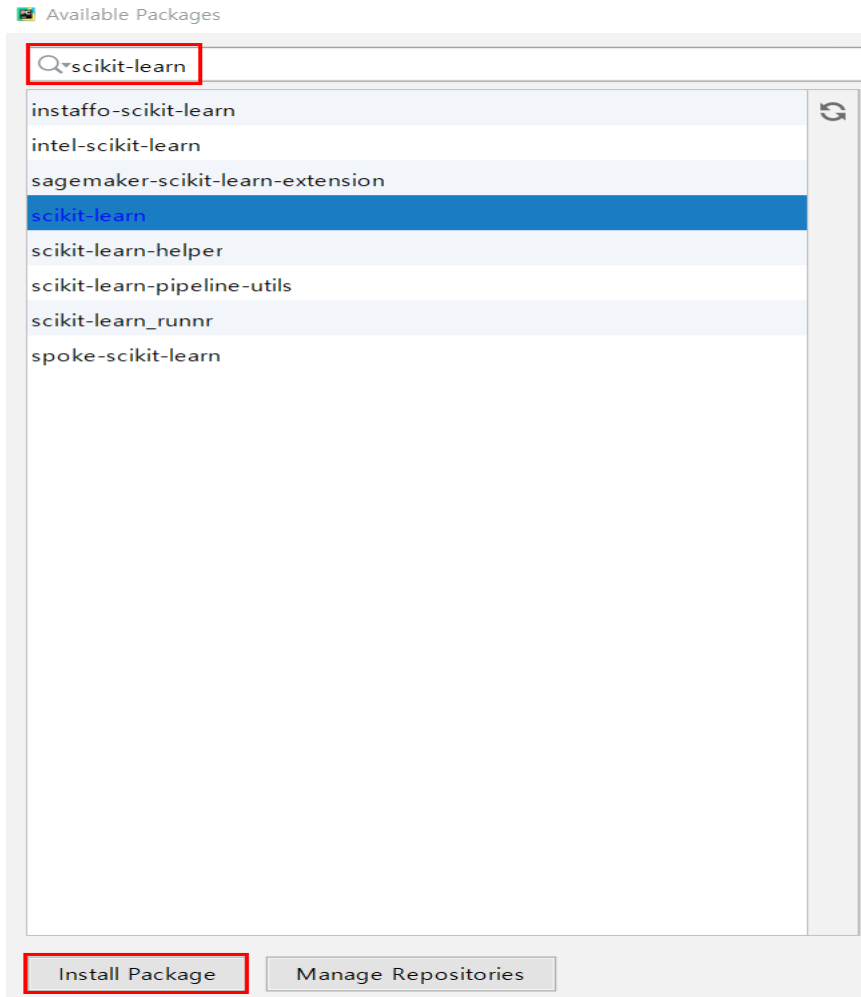 Available Packages
scikit-learn
instaffo-scikit-learn
intel-scikit-learn
sagemaker-scikit-learn-extension
scikit-learn
scikit-learn-helper
scikit-learn-pipeline-utils
scikit-learn_runnr
spoke-scikit-learn
Install Package Manage Repositories